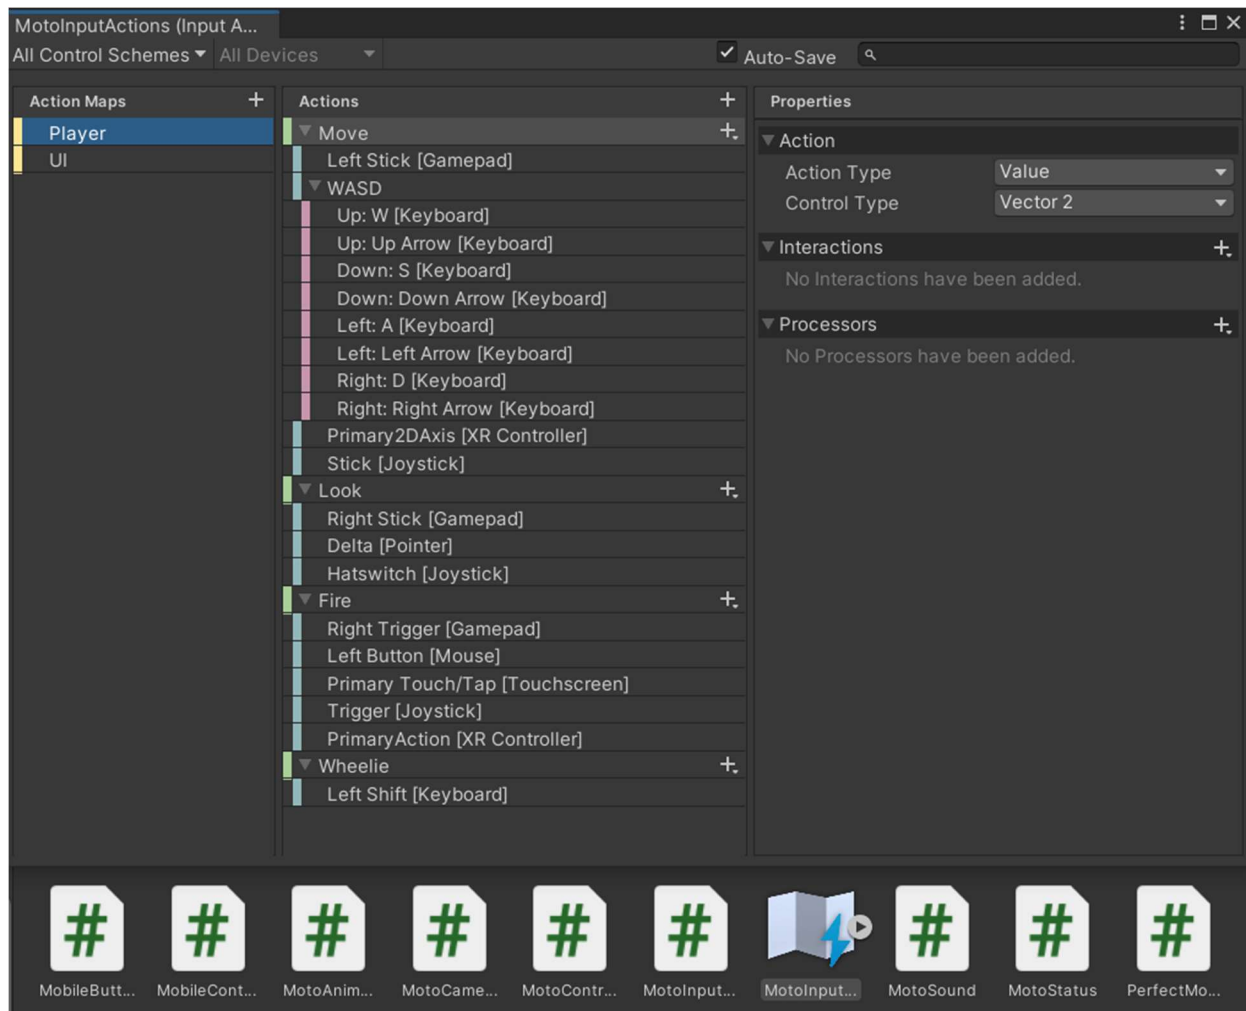 MotoInputActions (Input A...
All Control Schemes All Devices Auto-Save
Action Maps
Player
UI
Actions
Move
Left Stick [Gamepad]
WASD
Up: W [Keyboard]
Up: Up Arrow [Keyboard]
Down: S [Keyboard]
Down: Down Arrow [Keyboard]
Left: A [Keyboard]
Left: Left Arrow [Keyboard]
Right: D [Keyboard]
Right: Right Arrow [Keyboard]
Primary2DAxis [XR Controller]
Stick [Joystick]
Look
Right Stick [Gamepad]
Delta [Pointer]
Hatswitch [Joystick]
Fire
Right Trigger [Gamepad]
Left Button [Mouse]
Primary Touch/Tap [Touchscreen]
Trigger [Joystick]
PrimaryAction [XR Controller]
Wheelie
Left Shift [Keyboard]
Properties
Action
Action Type Value
Control Type Vector 2
Interactions
No Interactions have been added.
Processors
No Processors have been added.
MobileButt... MobileCont... MotoAnim... MotoCame... MotoContr... MotoInput... MotoInput... MotoSound MotoStatus PerfectMo...